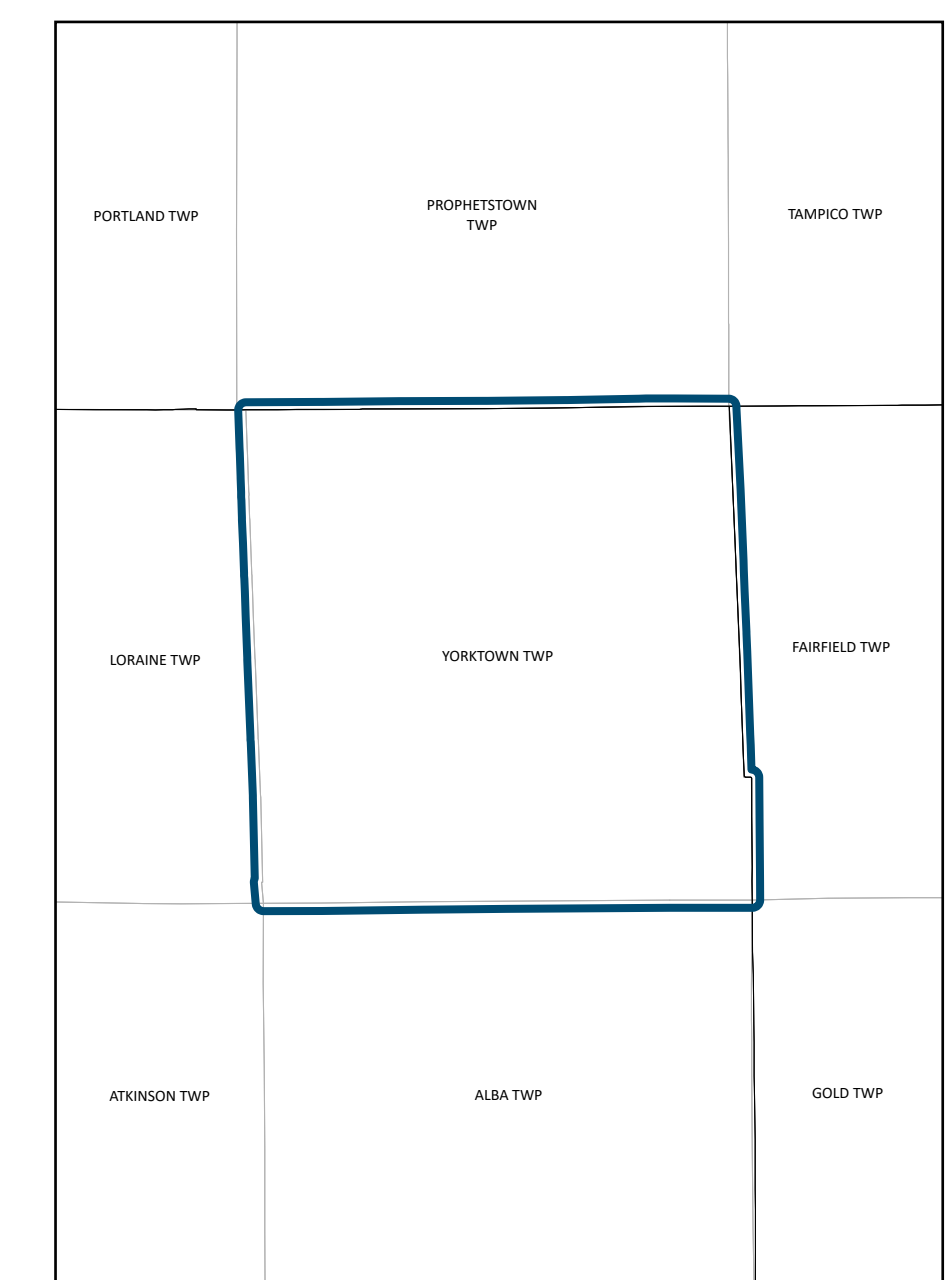 PORTLAND TWP
PROPHETSTOWN
TWP
TAMPICO TWP
LORAINE TWP
YORKTOWN TWP
FAIRFIELD TWP
ATKINSON TWP
ALBA TWP
GOLD TWP